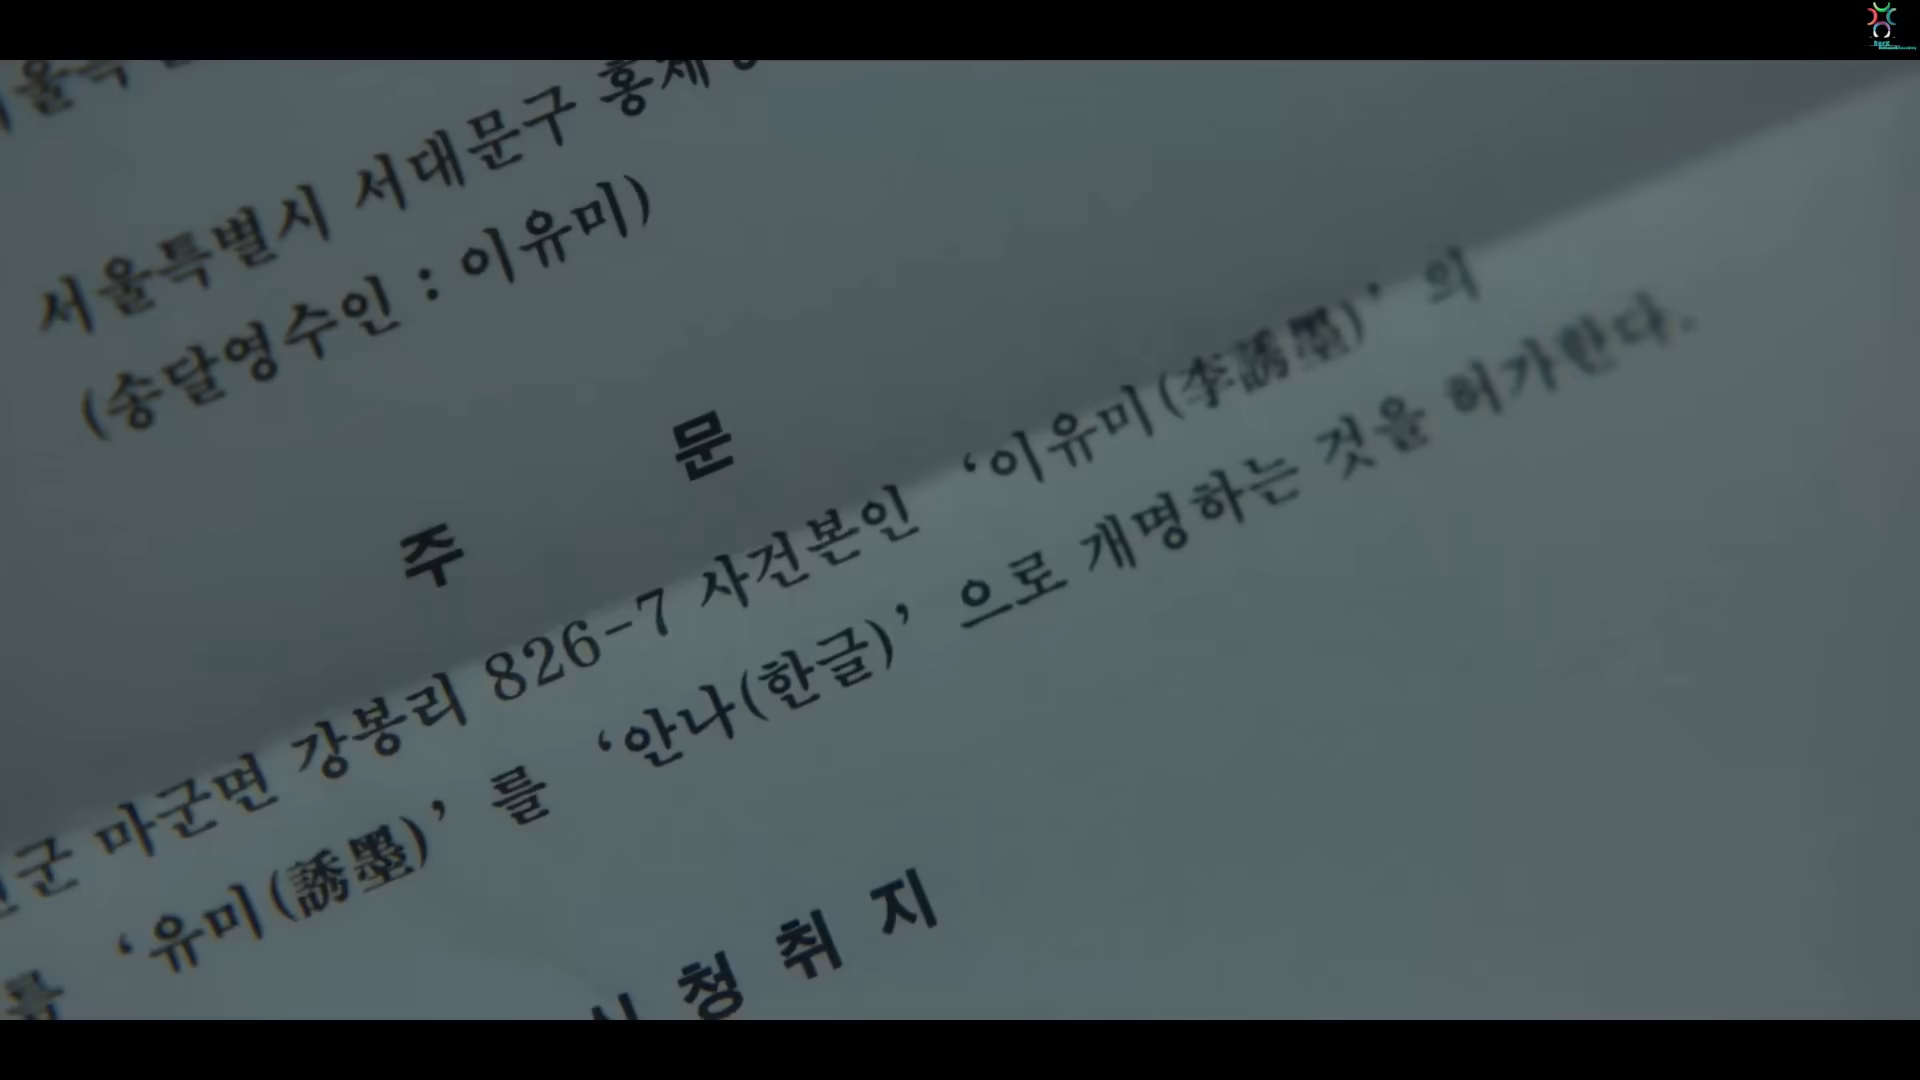 서울특
서울특별시 서대문구 홍제
(송달영수인 : 이유미)
주 문
군 마군면 강봉리 826-7 사건본인 ‘이유미(李誘墨)’ 의
‘유미(誘墨)’ 를 ‘안나(한글)’ 으로 개명하는 것을 허가한다.
청 취 지